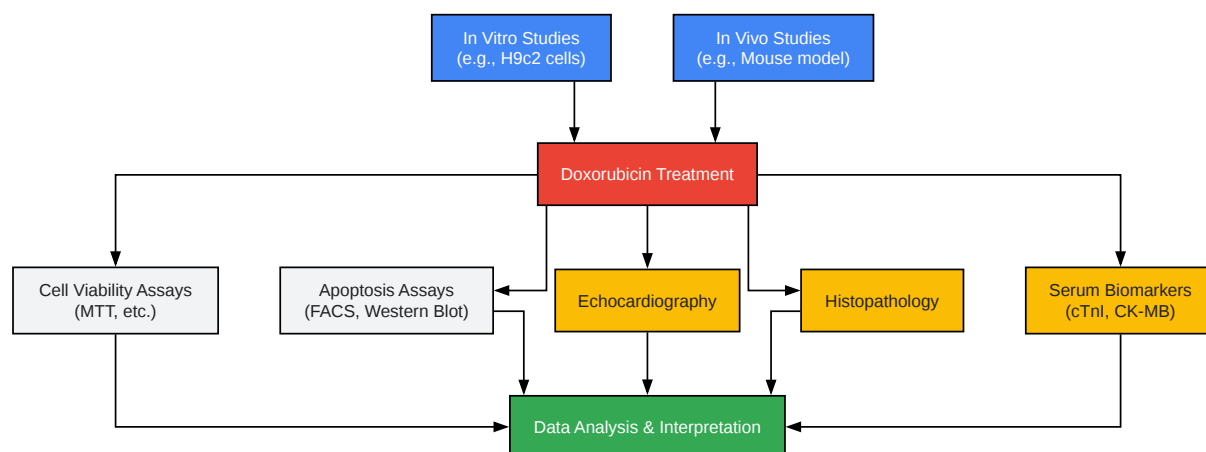 In Vitro Studies
(e.g., H9c2 cells)
In Vivo Studies
(e.g., Mouse model)
Doxorubicin Treatment
Cell Viability Assays
(MTT, etc.)
Apoptosis Assays
(FACS, Western Blot)
Echocardiography
Histopathology
Serum Biomarkers
(cTnI, CK-MB)
Data Analysis & Interpretation